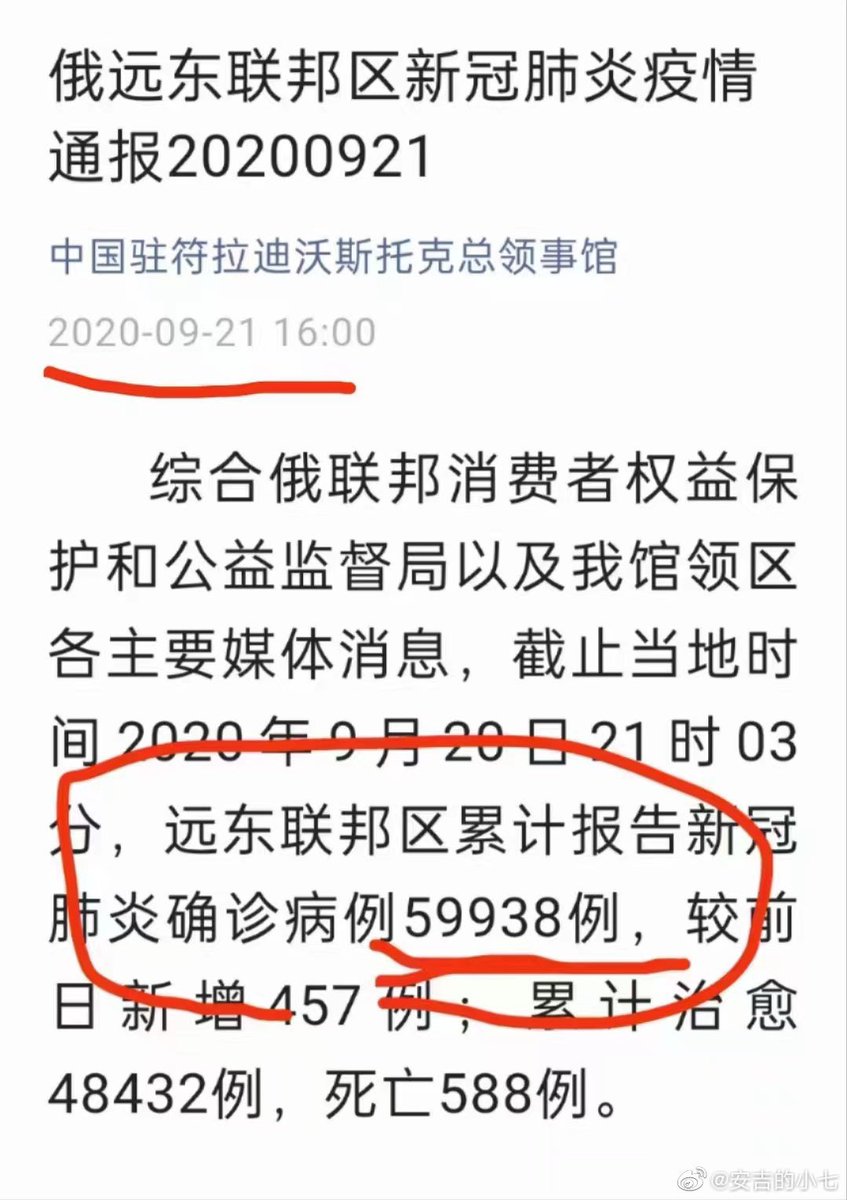 俄远东联邦区新冠肺炎疫情
通报20200921
中国驻符拉迪沃斯托克总领事馆
2020-09-21 16:00
综合俄联邦消费者权益保
护和公益监督局以及我馆领区
各主要媒体消息，截止当地时
间2020年9月20日21时03
分，远东联邦区累计报告新冠
肺炎确诊病例59938例，较前
日新增457例；累计治愈
48432例，死亡588例。
@安吉的小七